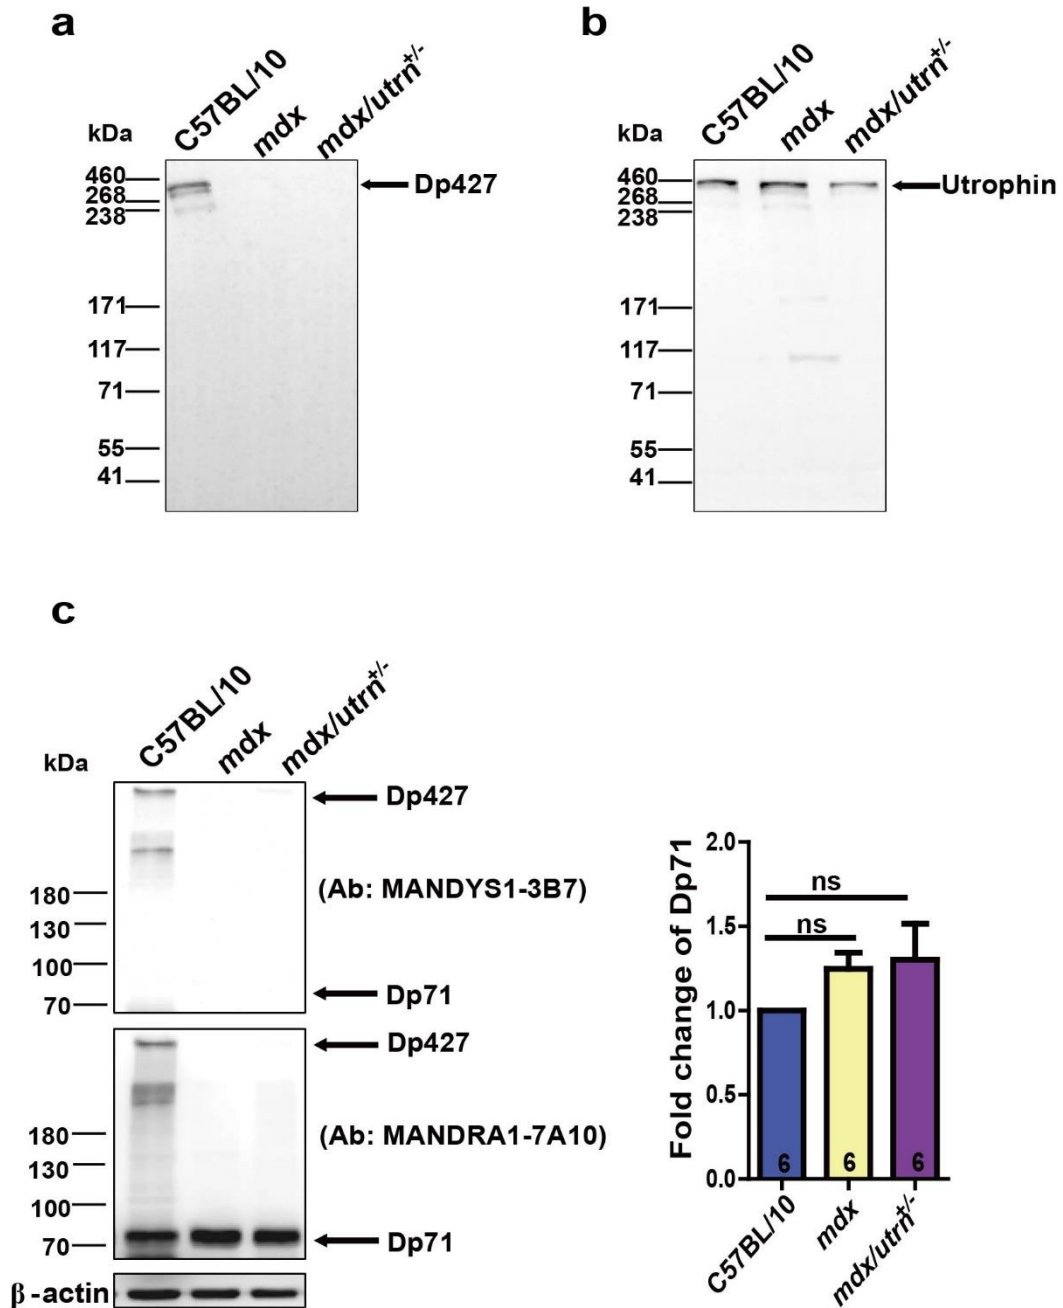 a
C57BL/10
mdx
mdx/utrn+/-
kDa
460
268
238
171
117
71
55
41
Dp427
b
C57BL/10
mdx
mdx/utrn+/-
kDa
460
268
238
171
117
71
55
41
Utrophin
c
C57BL/10
mdx
mdx/utrn+/-
kDa
Dp427
(Ab: MANDYS1-3B7)
180
130
100
70
Dp71
Dp427
(Ab: MANDRA1-7A10)
180
130
100
70
Dp71
β-actin
Fold change of Dp71
2.0
1.5
1.0
0.5
0.0
ns
ns
6
6
6
C57BL/10
mdx
mdx/utrn+/-